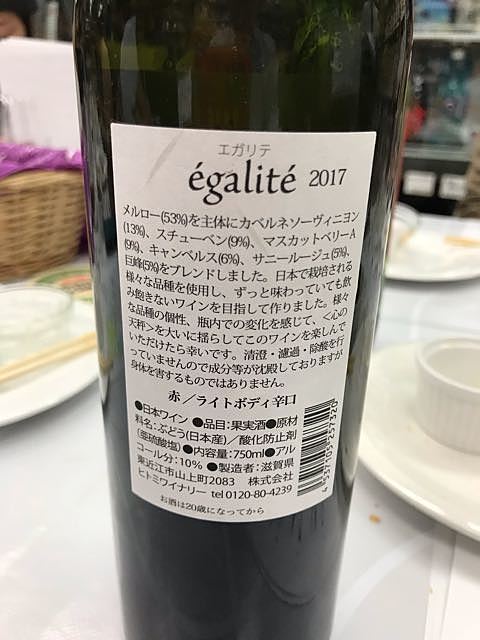 エガリテ
égalité 2017
メルロー(53%)を主体にカベルネソーヴィニヨン
(13%)、スチューベン(9%)、マスカットベリーA
(9%)、キャンベルス(6%)、サニールージュ(5%)、
巨峰(5%)をブレンドしました。日本で栽培される
様々な品種を使用し、ずっと味わっていても飲
み飽きないワインを目指して作りました。様々
な品種の個性、瓶内での変化を感じて、＜心の
天秤＞を大いに揺らしてこのワインを楽しんで
いただけたら幸いです。清澄・濾過・除酸を行
っていませんので成分等が沈殿しておりますが
身体を害するものではありません。
赤／ライトボディ辛口
●日本ワイン ●品目:果実酒 ●原材
料名:ぶどう(日本産)／酸化防止剤
(亜硫酸塩) ●内容量:750ml ●アル
コール分:10% ●製造者:滋賀県
東近江市山上町2083 株式会社
ヒトミワイナリー tel 0120-80-4239
お酒は20歳になってから